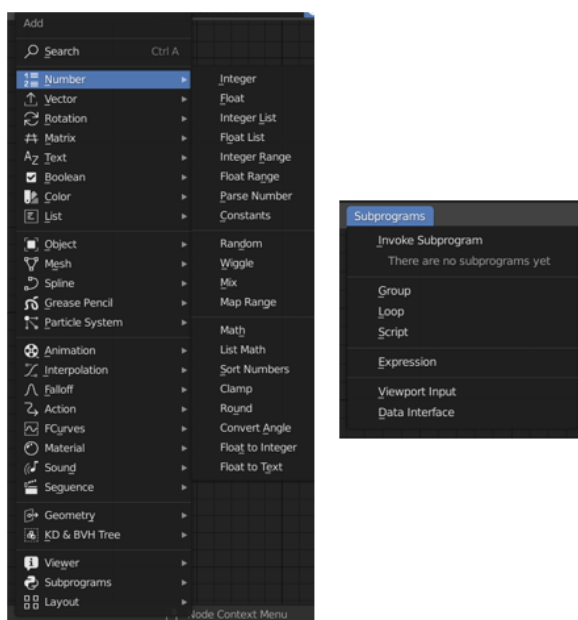 Add
Search Ctrl A
Number
Vector
Rotation
Matrix
Text
Boolean
Color
List
Object
Mesh
Spline
Grease Pencil
Particle System
Animation
Interpolation
Falloff
Action
FCurves
Material
Sound
Sequence
Geometry
KD & BVH Tree
Viewer
Subprograms
Layout
Integer
Float
Integer List
Float List
Integer Range
Float Range
Parse Number
Constants
Random
Wiggle
Mix
Map Range
Math
List Math
Sort Numbers
Clamp
Round
Convert Angle
Float to Integer
Float to Text
Node Context Menu
Subprograms
Invoke Subprogram
There are no subprograms yet
Group
Loop
Script
Expression
Viewport Input
Data Interface